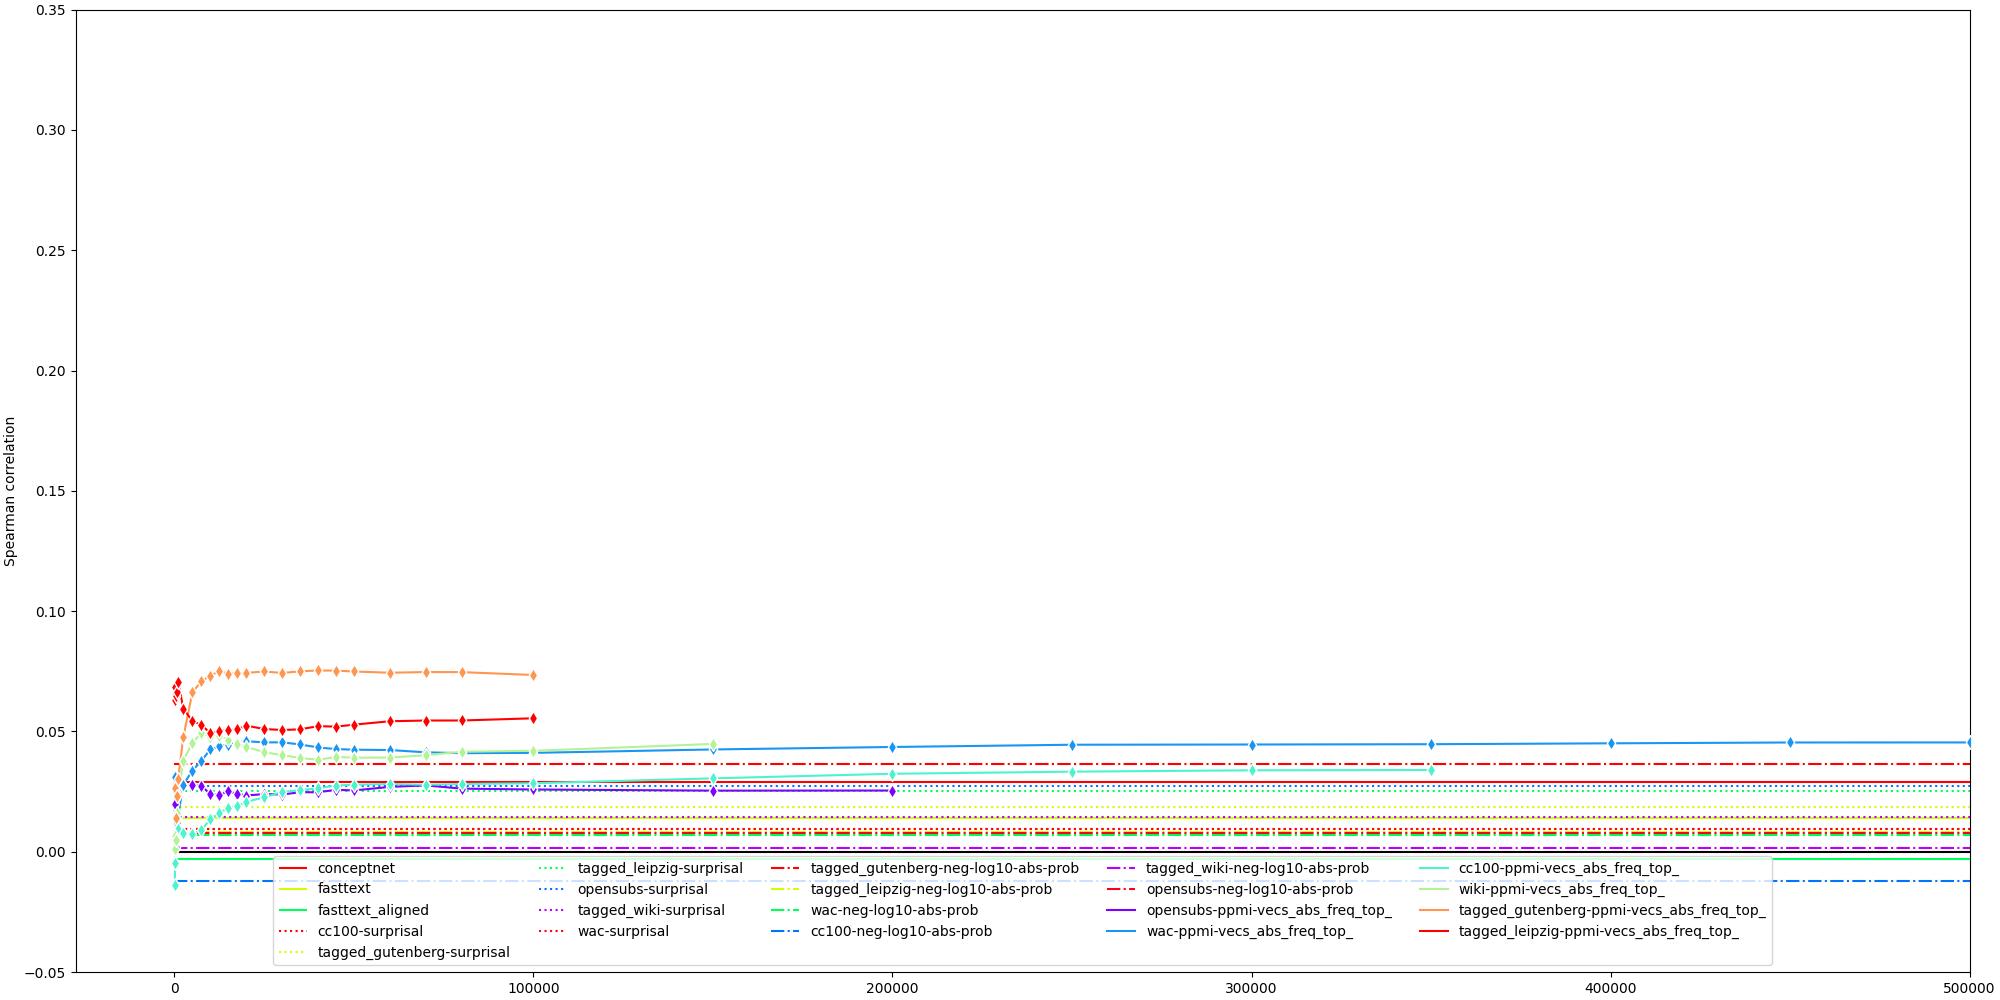 0.35
0.30
0.25
0.20
0.15
0.10
0.05
0.00
−0.05
Spearman correlation
conceptnet
fasttext
fasttext_aligned
cc100-surprisal
tagged_gutenberg-surprisal
tagged_leipzig-surprisal
opensubs-surprisal
tagged_wiki-surprisal
wac-surprisal
tagged_gutenberg-neg-log10-abs-prob
tagged_leipzig-neg-log10-abs-prob
wac-neg-log10-abs-prob
cc100-neg-log10-abs-prob
tagged_wiki-neg-log10-abs-prob
opensubs-neg-log10-abs-prob
opensubs-ppmi-vecs_abs_freq_top_
wac-ppmi-vecs_abs_freq_top_
cc100-ppmi-vecs_abs_freq_top_
wiki-ppmi-vecs_abs_freq_top_
tagged_gutenberg-ppmi-vecs_abs_freq_top_
tagged_leipzig-ppmi-vecs_abs_freq_top_
0 100000 200000 300000 400000 500000